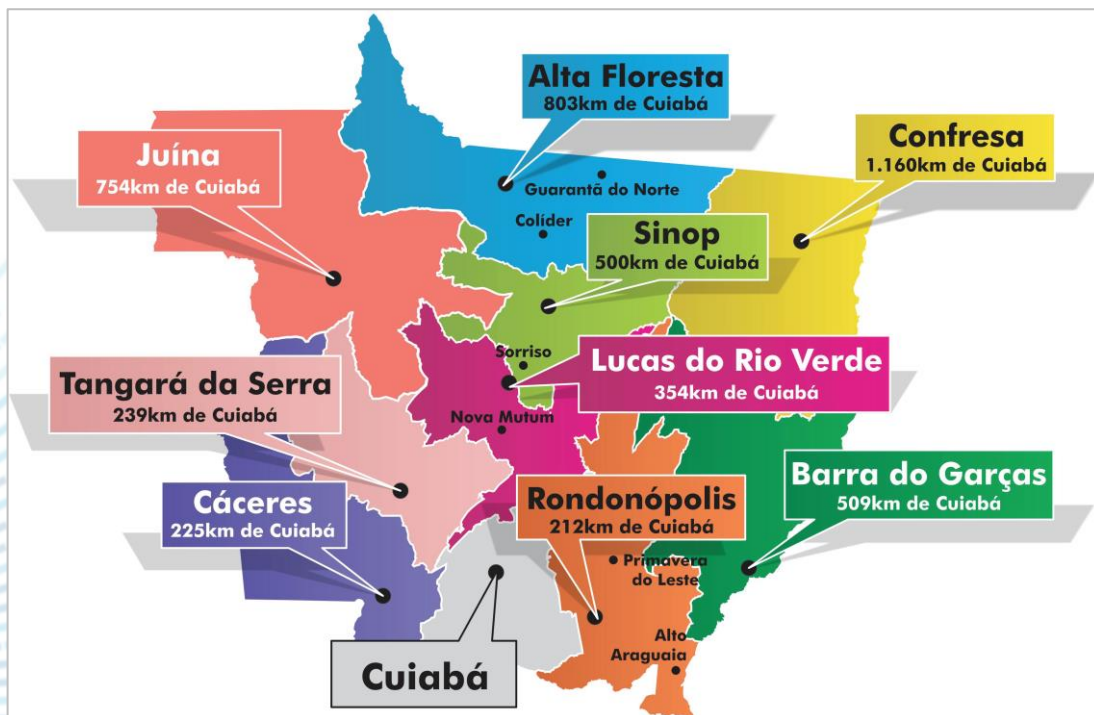 Alta Floresta
803km de Cuiabá
Confresa
1.160km de Cuiabá
Juína
754km de Cuiabá
Guarantã do Norte
Colíder
Sinop
500km de Cuiabá
Sorriso
Lucas do Rio Verde
354km de Cuiabá
Tangará da Serra
239km de Cuiabá
Nova Mutum
Barra do Garças
509km de Cuiabá
Cáceres
225km de Cuiabá
Rondonópolis
212km de Cuiabá
Primavera
do Leste
Alto
Araguaia
Cuiabá